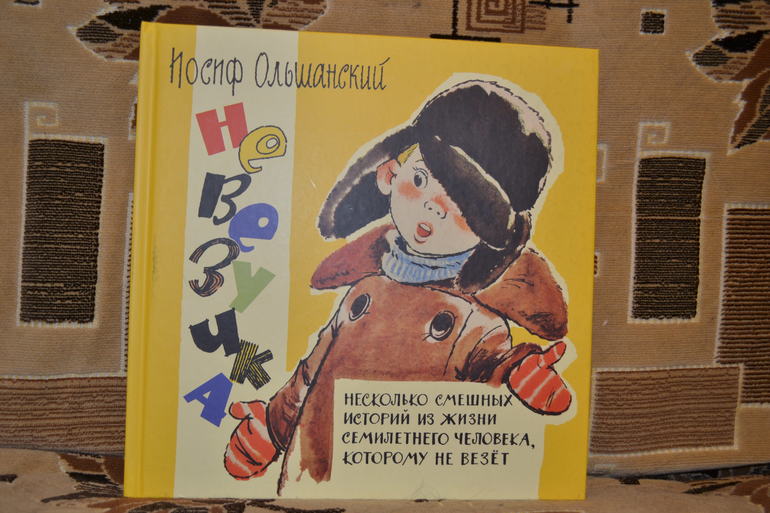 Иосиф Ольшанский
НеВеЗуЧКА
НЕСКОЛЬКО СМЕШНЫХ
ИСТОРИЙ ИЗ ЖИЗНИ
СЕМИЛЕТНЕГО ЧЕЛОВЕКА,
КОТОРОМУ НЕ ВЕЗЁТ